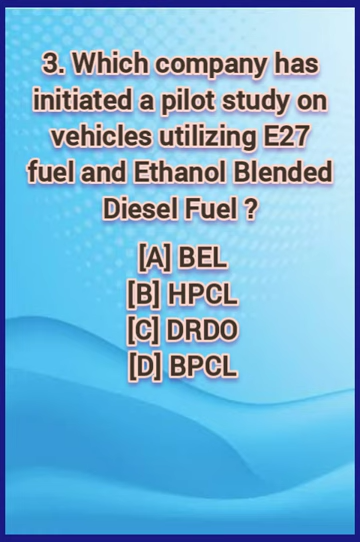 3. Which company has
initiated a pilot study on
vehicles utilizing E27
fuel and Ethanol Blended
Diesel Fuel ?
[A] BEL
[B] HPCL
[C] DRDO
[D] BPCL